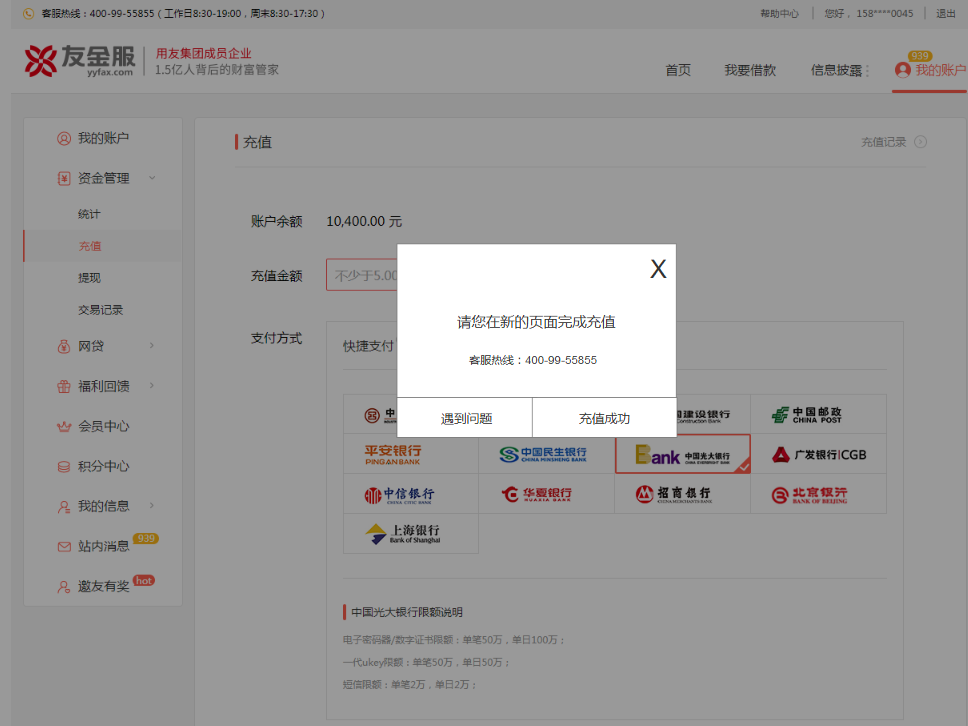 客服热线：400-99-55855（工作日8:30-19:00，周末8:30-17:30）
帮助中心 | 您好， 158****0045 | 退出
友金服
yyfax.com
用友集团成员企业
1.5亿人背后的财富管家
首页 我要借款 信息披露 939 我的账户
我的账户
资金管理
统计
充值
提现
交易记录
网贷
福利回馈
会员中心
积分中心
我的信息
站内消息 939
邀友有奖 hot
充值
充值记录
账户余额 10,400.00 元
充值金额 不少于5.00
支付方式
快捷支付
X
请您在新的页面完成充值
客服热线：400-99-55855
遇到问题 充值成功
中
建设银行
Construction Bank
中国邮政
CHINA POST
平安银行
PINGAN BANK
中国民生银行
CHINA MINSHENG BANK
Bank 中国光大银行
CHINA EVERBRIGHT BANK
广发银行|CGB
中信银行
CHINA CITIC BANK
华夏银行
HUAXIA BANK
招商银行
CHINA MERCHANTS BANK
北京银行
BANK OF BEIJING
上海银行
Bank of Shanghai
中国光大银行限额说明
电子密码器/数字证书限额：单笔50万，单日100万；
一代ukey限额：单笔50万，单日50万；
短信限额：单笔2万，单日2万；